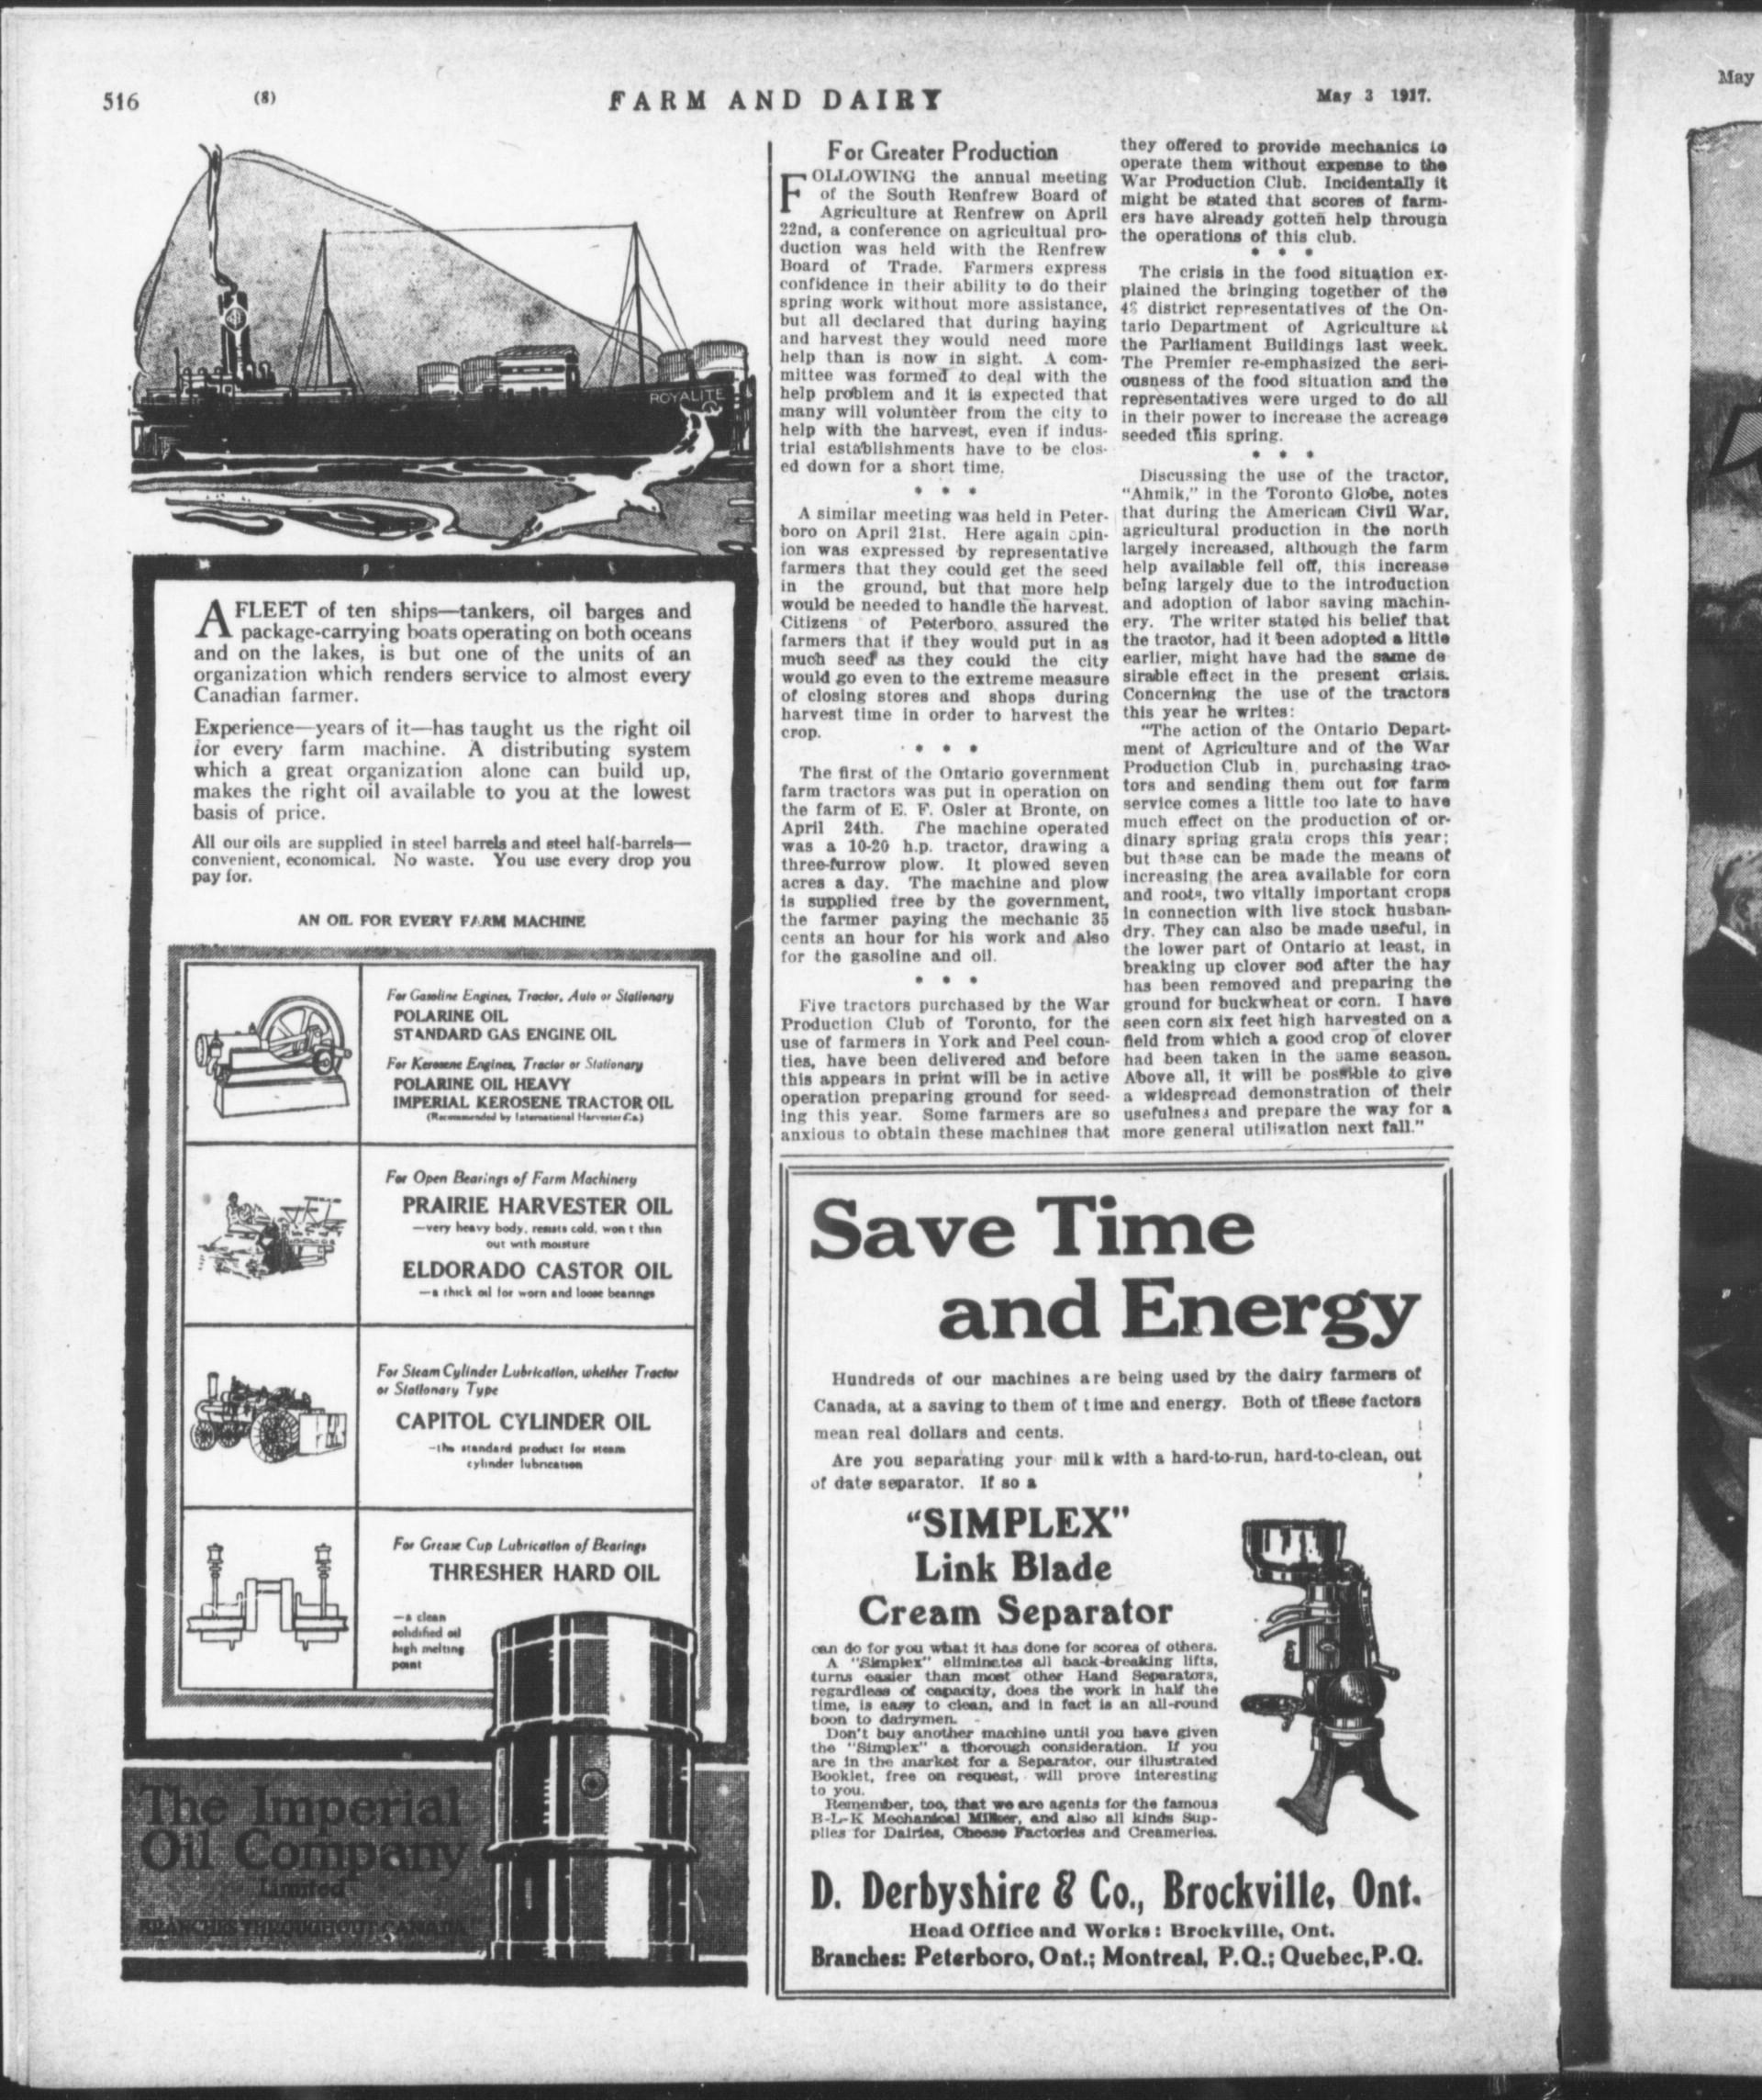 516
(8)
FARM AND DAIRY
May 3 1917.
May
ROYALITE
A FLEET of ten ships—tankers, oil barges and
package-carrying boats operating on both oceans
and on the lakes, is but one of the units of an
organization which renders service to almost every
Canadian farmer.
Experience—years of it—has taught us the right oil
for every farm machine. A distributing system
which a great organization alone can build up,
makes the right oil available to you at the lowest
basis of price.
All our oils are supplied in steel barrels and steel half-barrels—
convenient, economical. No waste. You use every drop you
pay for.
AN OIL FOR EVERY FARM MACHINE
For Gasoline Engines, Tractor, Auto or Stationary
POLARINE OIL
STANDARD GAS ENGINE OIL
For Kerosene Engines, Tractor or Stationary
POLARINE OIL HEAVY
IMPERIAL KEROSENE TRACTOR OIL
(Recommended by International Harvester Co.)
For Open Bearings of Farm Machinery
PRAIRIE HARVESTER OIL
—very heavy body, resists cold, won t thin
out with moisture
ELDORADO CASTOR OIL
—a thick oil for worn and loose bearings
For Steam Cylinder Lubrication, whether Tractor
or Stationary Type
CAPITOL CYLINDER OIL
—the standard product for steam
cylinder lubrication
For Grease Cup Lubrication of Bearings
THRESHER HARD OIL
—a clean
solidified oil
high melting
point
The Imperial
Oil Company
Limited
BRANCHES THROUGHOUT CANADA
For Greater Production
FOLLOWING the annual meeting
of the South Renfrew Board of
Agriculture at Renfrew on April
22nd, a conference on agricultual pro-
duction was held with the Renfrew
Board of Trade. Farmers express
confidence in their ability to do their
spring work without more assistance,
but all declared that during haying
and harvest they would need more
help than is now in sight. A com-
mittee was formed to deal with the
help problem and it is expected that
many will volunteer from the city to
help with the harvest, even if indus-
trial establishments have to be clos-
ed down for a short time.
* * *
A similar meeting was held in Peter-
boro on April 21st. Here again opin-
ion was expressed by representative
farmers that they could get the seed
in the ground, but that more help
would be needed to handle the harvest.
Citizens of Peterboro assured the
farmers that if they would put in as
much seed as they could the city
would go even to the extreme measure
of closing stores and shops during
harvest time in order to harvest the
crop.
* * *
The first of the Ontario government
farm tractors was put in operation on
the farm of E. F. Osler at Bronte, on
April 24th. The machine operated
was a 10-20 h.p. tractor, drawing a
three-furrow plow. It plowed seven
acres a day. The machine and plow
is supplied free by the government,
the farmer paying the mechanic 35
cents an hour for his work and also
for the gasoline and oil.
* * *
Five tractors purchased by the War
Production Club of Toronto, for the
use of farmers in York and Peel coun-
ties, have been delivered and before
this appears in print will be in active
operation preparing ground for seed-
ing this year. Some farmers are so
anxious to obtain these machines that
they offered to provide mechanics to
operate them without expense to the
War Production Club. Incidentally it
might be stated that scores of farm-
ers have already gotten help through
the operations of this club.
* * *
The crisis in the food situation ex-
plained the bringing together of the
district representatives of the On-
tario Department of Agriculture at
the Parliament Buildings last week.
The Premier re-emphasized the seri-
ousness of the food situation and the
representatives were urged to do all
in their power to increase the acreage
seeded this spring.
* * *
Discussing the use of the tractor,
"Ahmik," in the Toronto Globe, notes
that during the American Civil War,
agricultural production in the north
largely increased, although the farm
help available fell off, this increase
being largely due to the introduction
and adoption of labor saving machin-
ery. The writer stated his belief that
the tractor, had it been adopted a little
earlier, might have had the same de
sirable effect in the present crisis.
Concerning the use of the tractors
this year he writes:
"The action of the Ontario Depart-
ment of Agriculture and of the War
Production Club in purchasing trac-
tors and sending them out for farm
service comes a little too late to have
much effect on the production of or-
dinary spring grain crops this year;
but these can be made the means of
increasing the area available for corn
and roots, two vitally important crops
in connection with live stock husban-
dry. They can also be made useful, in
the lower part of Ontario at least, in
breaking up clover sod after the hay
has been removed and preparing the
ground for buckwheat or corn. I have
seen corn six feet high harvested on a
field from which a good crop of clover
had been taken in the same season.
Above all, it will be possible to give
a widespread demonstration of their
usefulness and prepare the way for a
more general utilization next fall."
Save Time
and Energy
Hundreds of our machines are being used by the dairy farmers of
Canada, at a saving to them of time and energy. Both of these factors
mean real dollars and cents.
Are you separating your milk with a hard-to-run, hard-to-clean, out
of date separator. If so a
"SIMPLEX"
Link Blade
Cream Separator
can do for you what it has done for scores of others.
A "Simplex" eliminates all back-breaking lifts,
turns easier than most other Hand Separators,
regardless of capacity, does the work in half the
time, is easy to clean, and in fact is an all-round
boon to dairymen.
Don't buy another machine until you have given
the "Simplex" a thorough consideration. If you
are in the market for a Separator, our illustrated
Booklet, free on request, will prove interesting
to you.
Remember, too, that we are agents for the famous
B-L-K Mechanical Milker, and also all kinds Sup-
plies for Dairies, Cheese Factories and Creameries.
D. Derbyshire & Co., Brockville, Ont.
Head Office and Works: Brockville, Ont.
Branches: Peterboro, Ont.; Montreal, P.Q.; Quebec, P.Q.